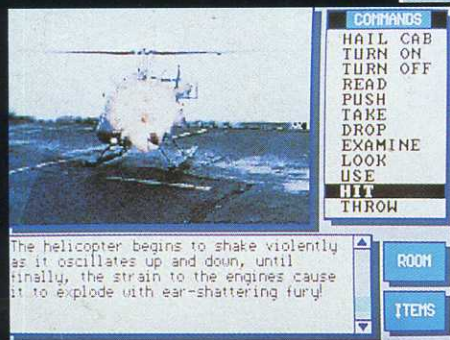 COMMANDS
HAIL CAB
TURN ON
TURN OFF
READ
PUSH
TAKE
DROP
EXAMINE
LOOK
USE
HIT
THROW
The helicopter begins to shake violently
as it oscillates up and down, until
finally, the strain to the engines cause
it to explode with ear-shattering fury!
ROOM
ITEMS